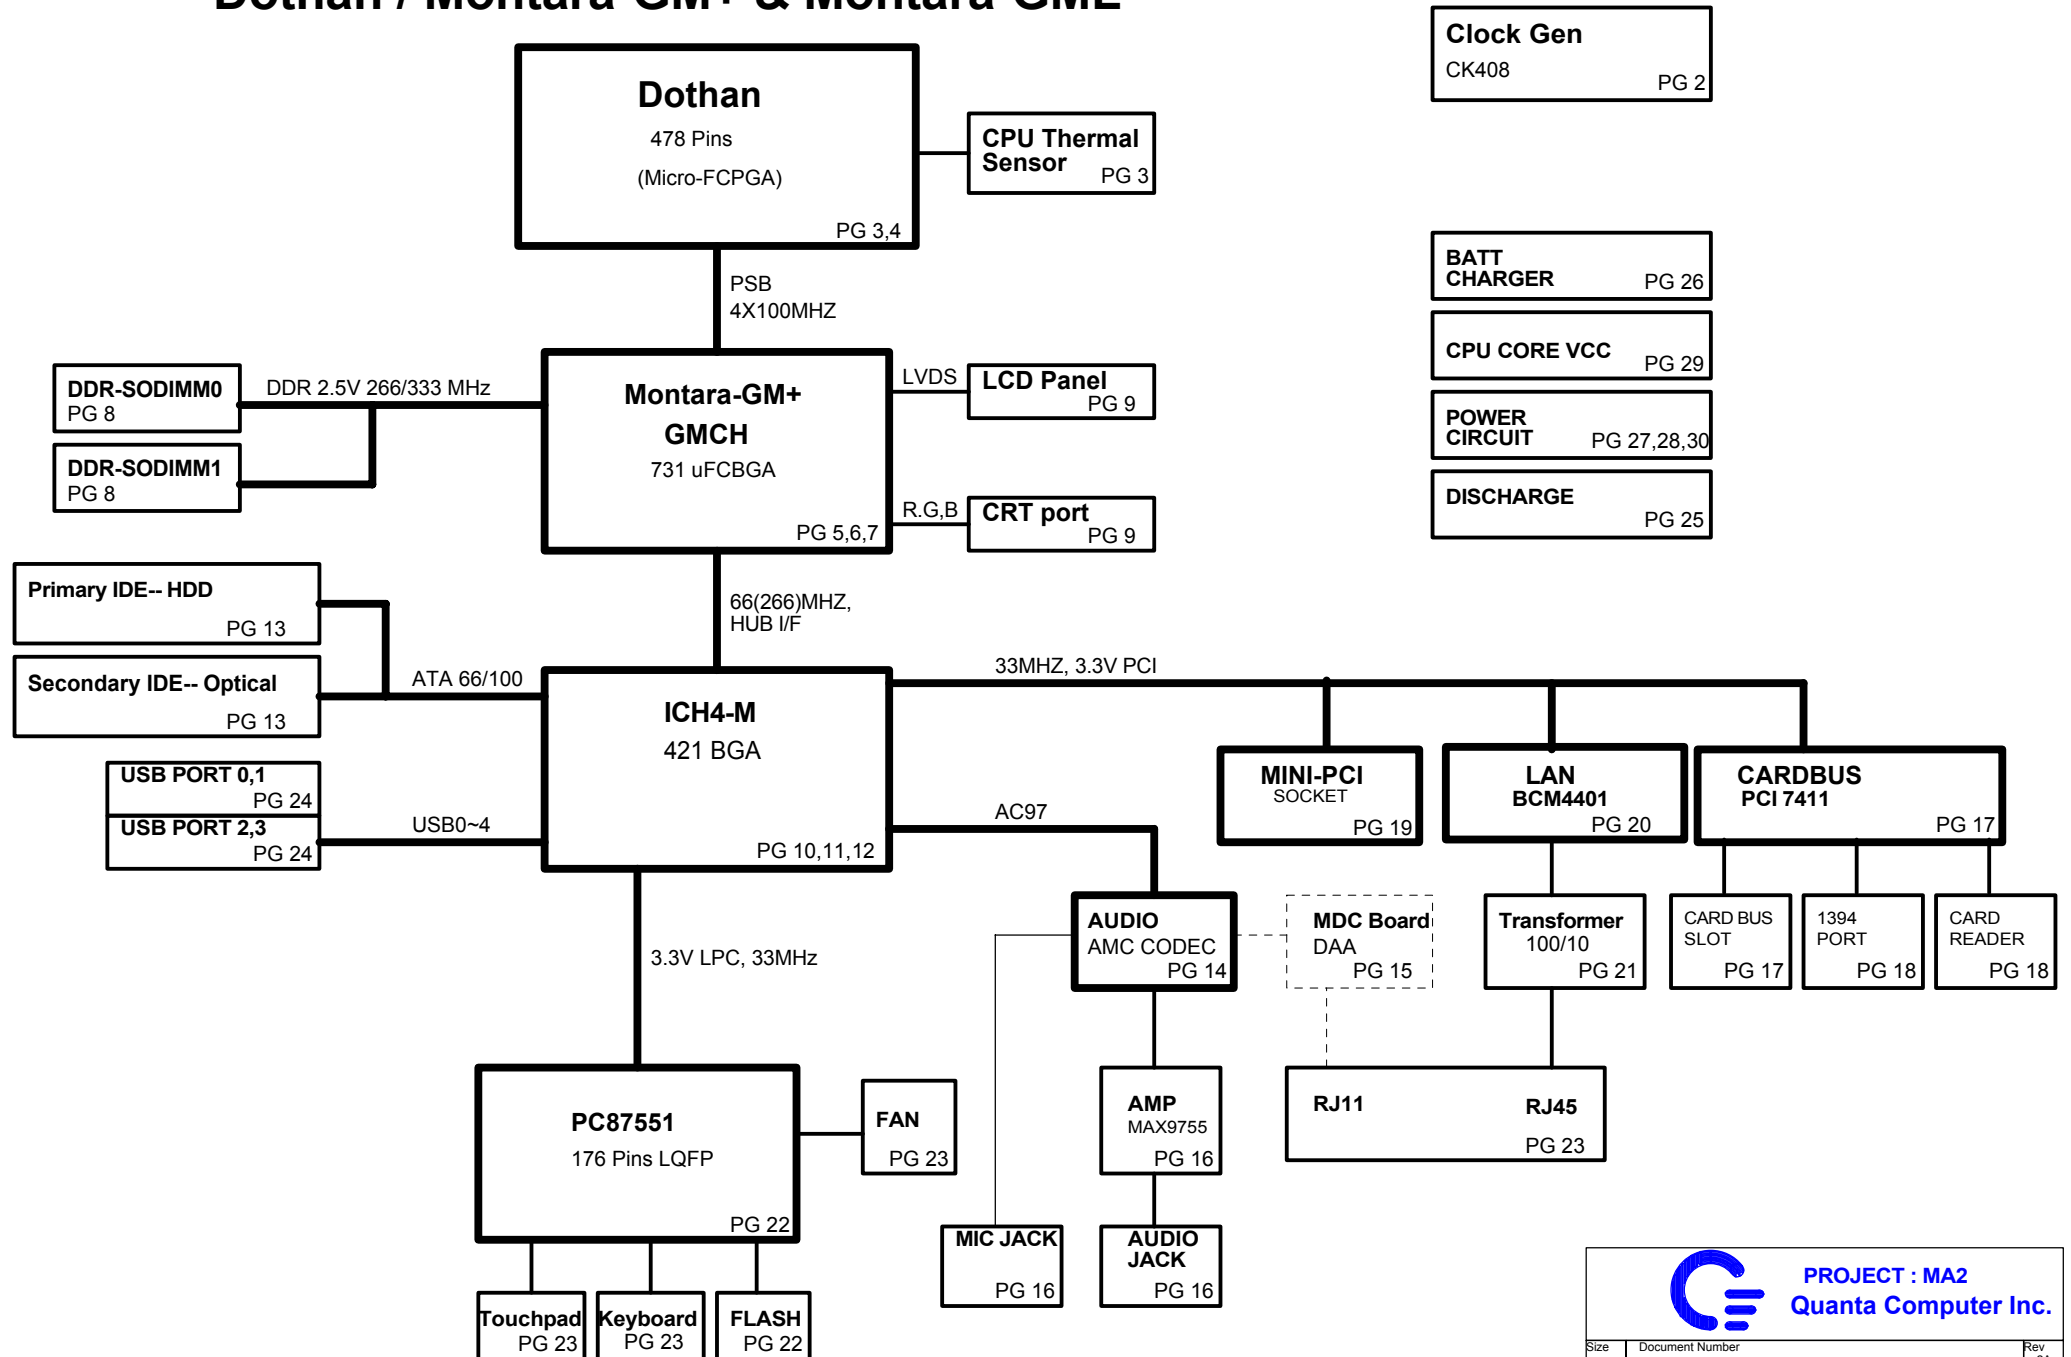 Dothan / Montara-GM+ & Montara-GML
Clock Gen
CK408
PG 2
Dothan
478 Pins
(Micro-FCPGA)
PG 3,4
CPU Thermal
Sensor
PG 3
PSB
4X100MHZ
BATT
CHARGER
PG 26
CPU CORE VCC
PG 29
POWER
CIRCUIT
PG 27,28,30
DISCHARGE
PG 25
DDR-SODIMM0
PG 8
DDR 2.5V 266/333 MHz
DDR-SODIMM1
PG 8
Montara-GM+
GMCH
731 uFCBGA
PG 5,6,7
LVDS
LCD Panel
PG 9
R.G,B
CRT port
PG 9
66(266)MHZ,
HUB I/F
Primary IDE-- HDD
PG 13
Secondary IDE-- Optical
PG 13
ATA 66/100
ICH4-M
421 BGA
PG 10,11,12
USB PORT 0,1
PG 24
USB PORT 2,3
PG 24
USB0~4
33MHZ, 3.3V PCI
AC97
MINI-PCI
SOCKET
PG 19
LAN
BCM4401
PG 20
CARDBUS
PCI 7411
PG 17
AUDIO
AMC CODEC
PG 14
MDC Board
DAA
PG 15
Transformer
100/10
PG 21
CARD BUS
SLOT
PG 17
1394
PORT
PG 18
CARD
READER
PG 18
3.3V LPC, 33MHz
PC87551
176 Pins LQFP
PG 22
FAN
PG 23
AMP
MAX9755
PG 16
RJ11
RJ45
PG 23
MIC JACK
PG 16
AUDIO
JACK
PG 16
Touchpad
PG 23
Keyboard
PG 23
FLASH
PG 22
PROJECT : MA2
Quanta Computer Inc.
Size
Document Number
Rev